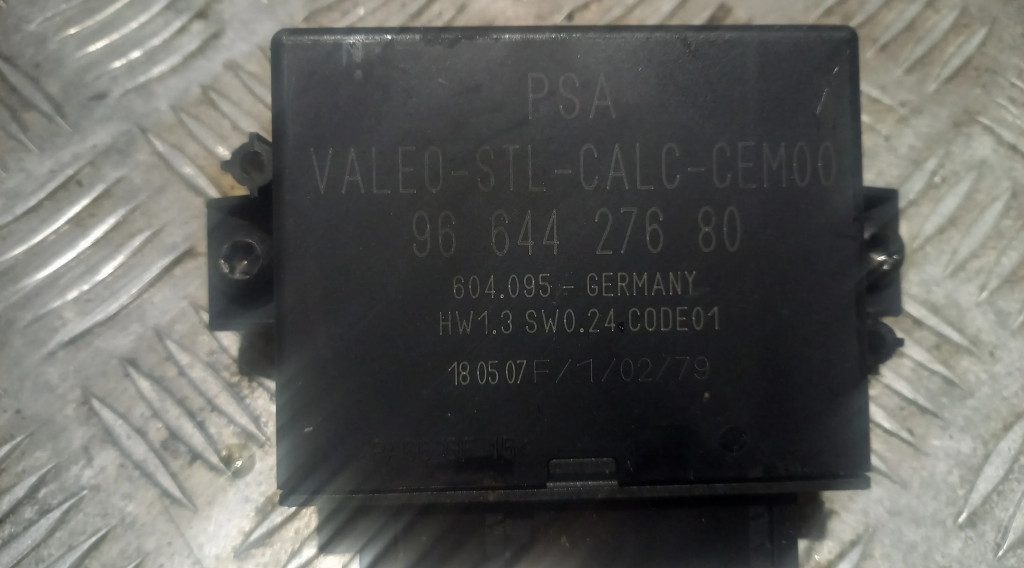 PSA
VALEO-STL-CALC-CEM00
96 644 276 80
604.095 - GERMANY
HW1.3 SW0.24 CODE01
18 05 07 F/1/02/79